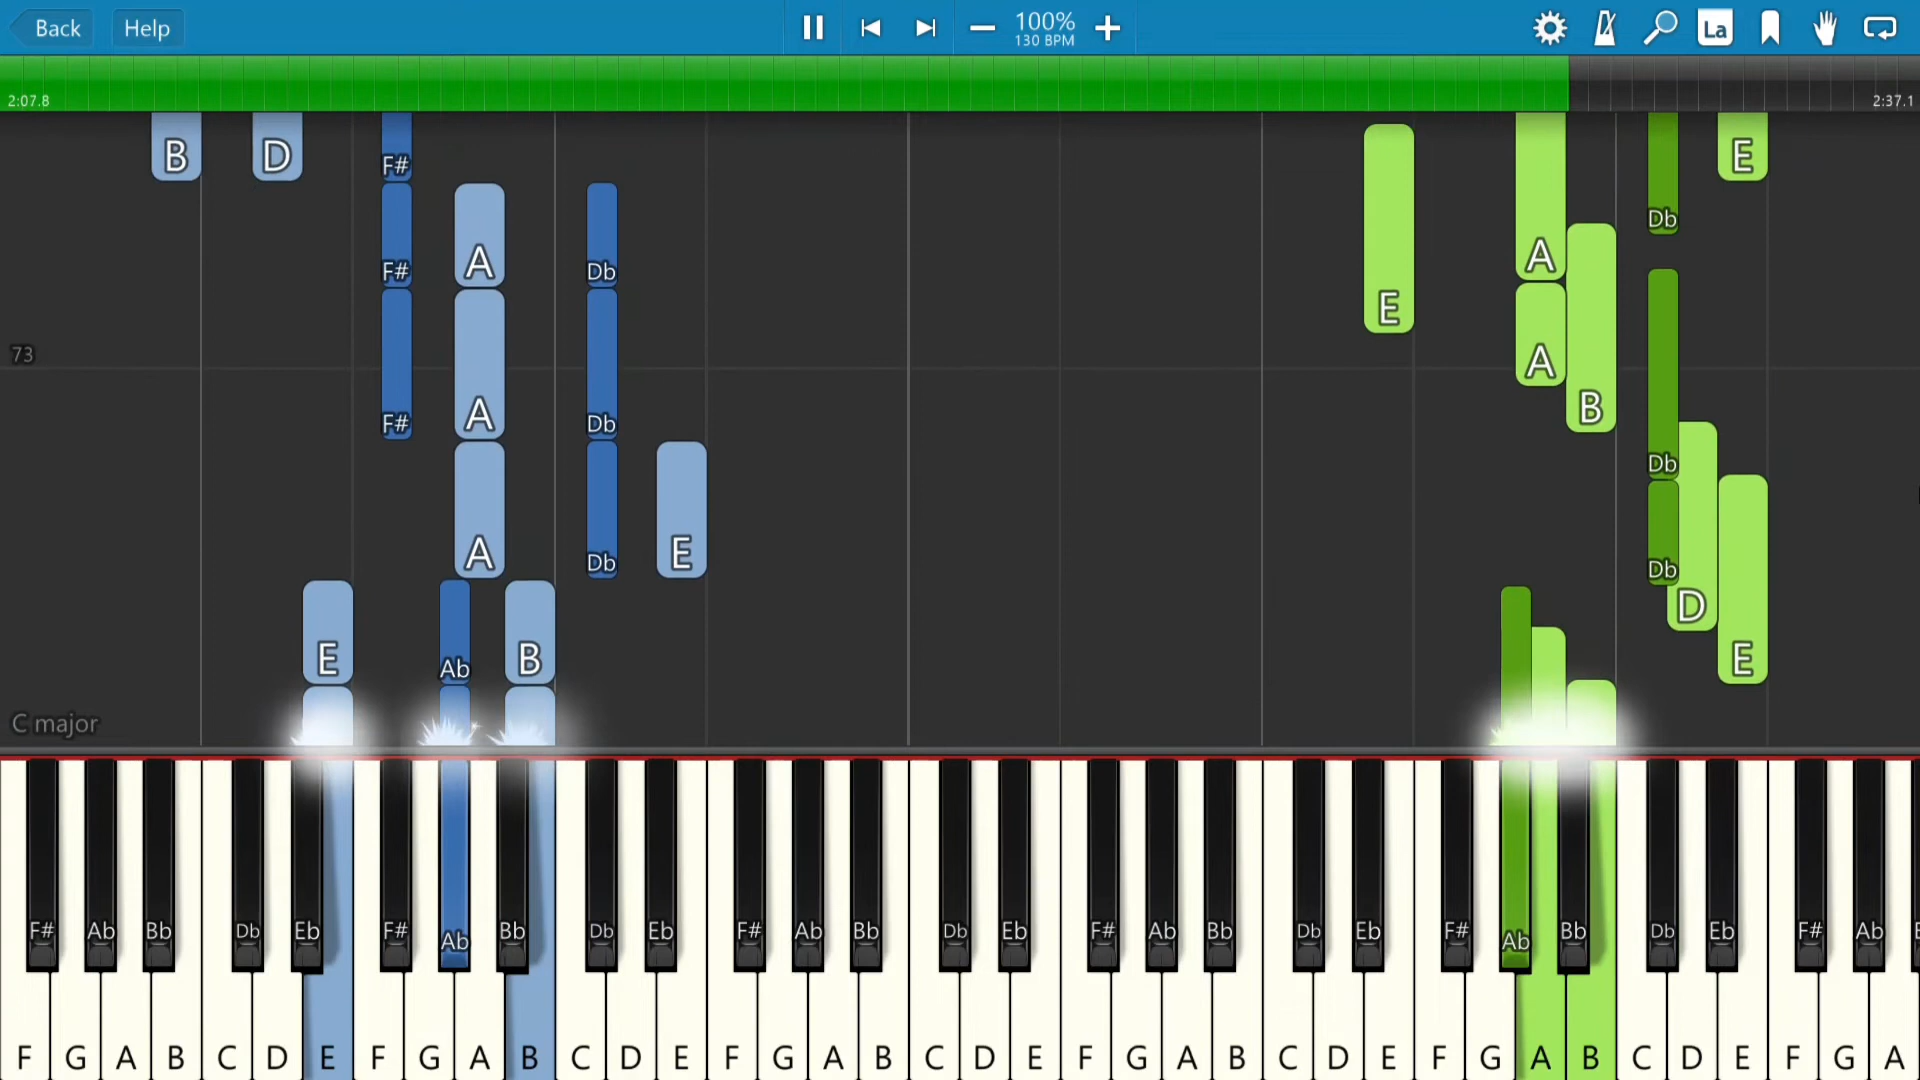 Back Help 100% La
130 BPM
2:07.8 2:37.1
B D F# E
Db
A A
F# Db E
A
73
B
A
F# Db Db
A E Db
Db
D
E Ab B E
C major
F# Ab Bb Db Eb F# Ab Bb Db Eb F# Ab Bb Db Eb F# Ab Bb Db Eb F# Ab Bb Db Eb F# Ab
F G A B C D E F G A B C D E F G A B C D E F G A B C D E F G A B C D E F G A